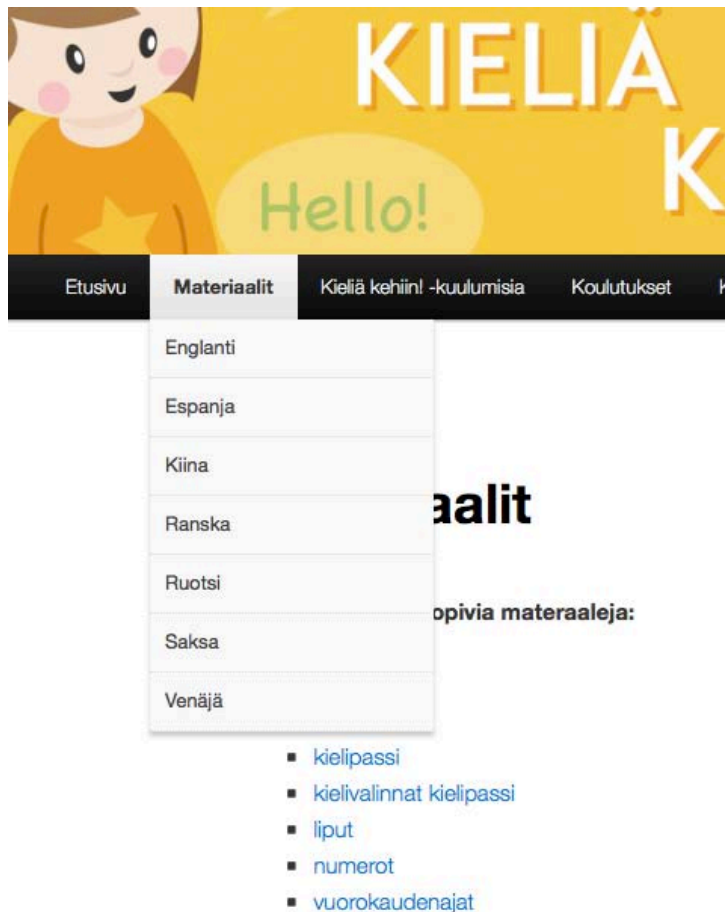 KIELIÄ
K
Hello!
Etusivu Materiaalit Kieliä kehiin! -kuulumisia Koulutukset K
Englanti
Espanja
Kiina
Ranska
Ruotsi
Saksa
Venäjä
aalit
opivia materaaleja:
kielipassi
kielivalinnat kielipassi
liput
numerot
vuorokaudenajat